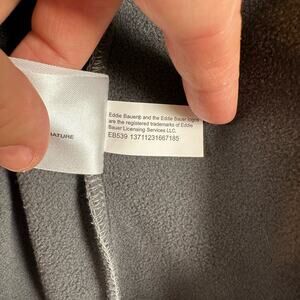 Eddie Bauer® and the Eddie Bauer logos
are the registered trademarks of Eddie
Bauer Licensing Services LLC.
EB539 13711231667185
ATURE